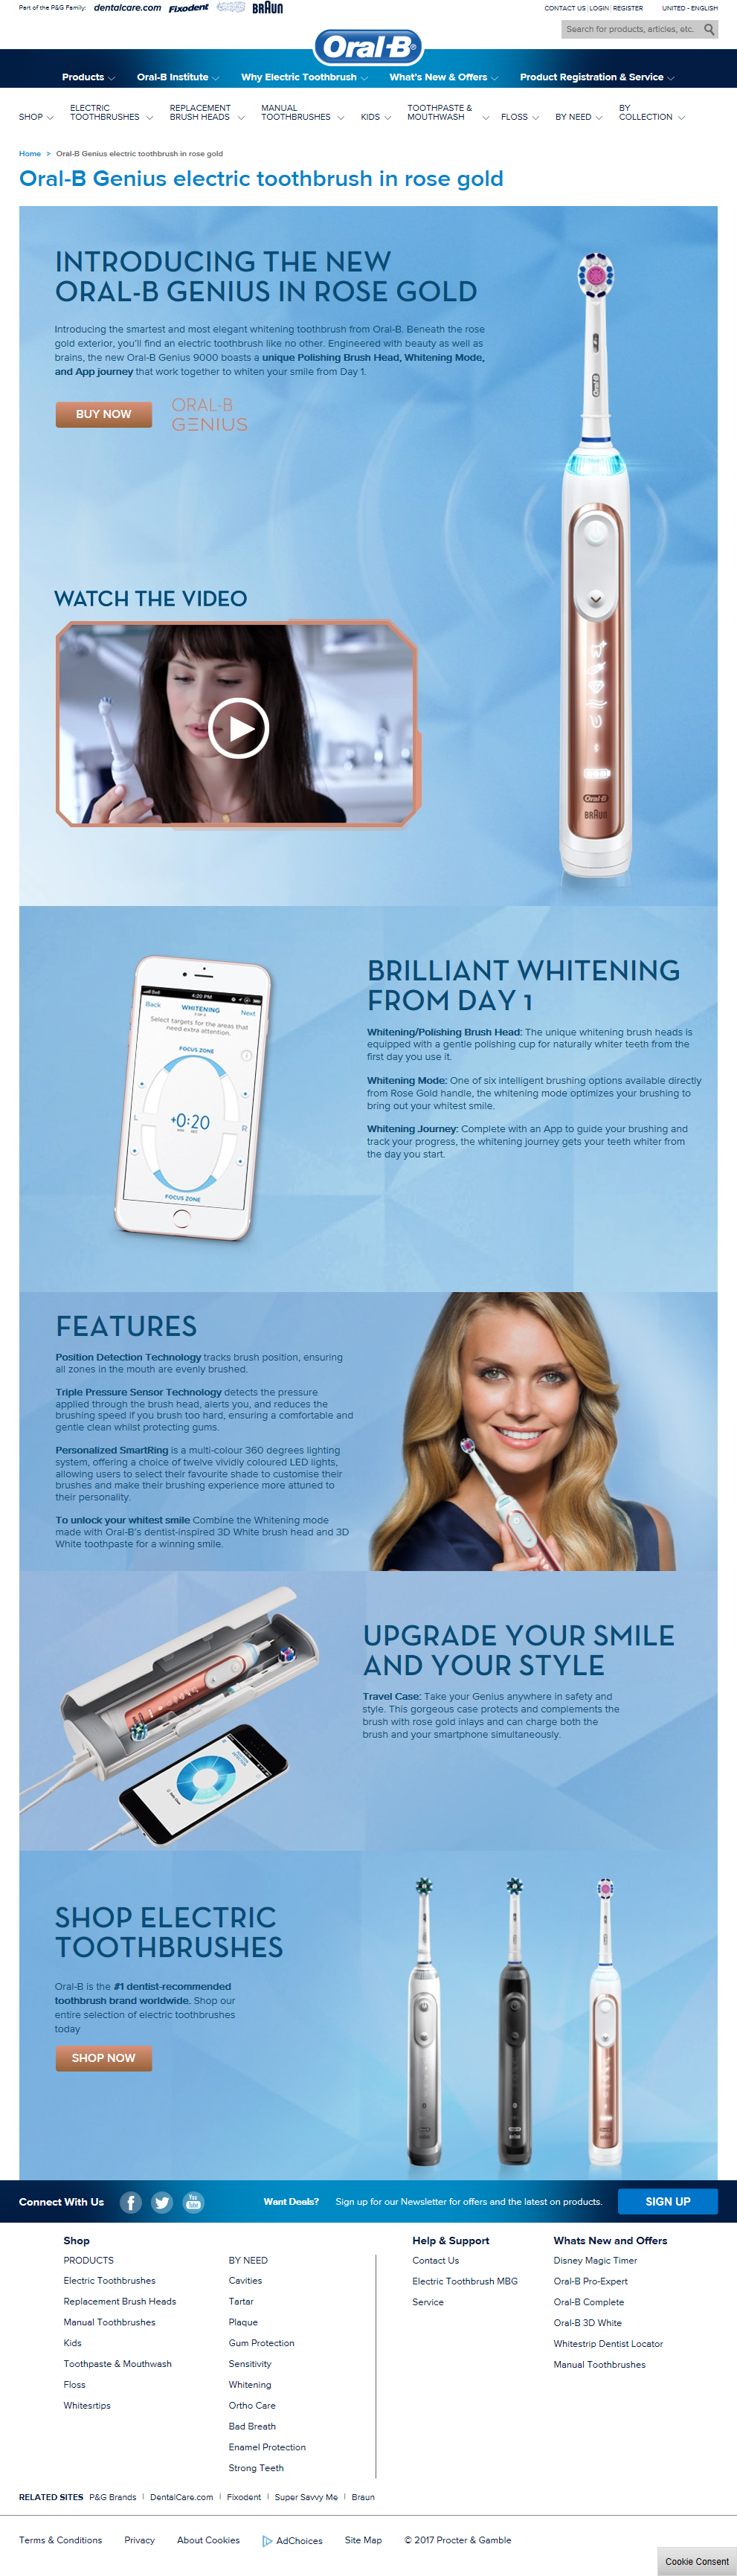 Part of the P&G Family: dentalcare.com Fixodent BRAUN
CONTACT US | LOGIN | REGISTER UNITED - ENGLISH
Search for products, articles, etc.
Oral-B
Products Oral-B Institute Why Electric Toothbrush What's New & Offers Product Registration & Service
SHOP ELECTRIC TOOTHBRUSHES REPLACEMENT BRUSH HEADS MANUAL TOOTHBRUSHES KIDS TOOTHPASTE & MOUTHWASH FLOSS BY NEED BY COLLECTION
Home > Oral-B Genius electric toothbrush in rose gold
Oral-B Genius electric toothbrush in rose gold
INTRODUCING THE NEW
ORAL-B GENIUS IN ROSE GOLD
Introducing the smartest and most elegant whitening toothbrush from Oral-B. Beneath the rose
gold exterior, you'll find an electric toothbrush like no other. Engineered with beauty as well as
brains, the new Oral-B Genius 9000 boasts a unique Polishing Brush Head, Whitening Mode,
and App journey that work together to whiten your smile from Day 1.
BUY NOW
ORAL-B
GENIUS
Oral-B
WATCH THE VIDEO
Oral-B
BRAUN
BRILLIANT WHITENING
FROM DAY 1
Whitening/Polishing Brush Head: The unique whitening brush heads is
equipped with a gentle polishing cup for naturally whiter teeth from the
first day you use it.
Whitening Mode: One of six intelligent brushing options available directly
from Rose Gold handle, the whitening mode optimizes your brushing to
bring out your whitest smile.
Whitening Journey: Complete with an App to guide your brushing and
track your progress, the whitening journey gets your teeth whiter from
the day you start.
Bell 4:20 PM
Back WHITENING Next
Select targets for the areas that
need extra attention.
FOCUS ZONE
+0:20
L R
FOCUS ZONE
FEATURES
Position Detection Technology tracks brush position, ensuring
all zones in the mouth are evenly brushed.
Triple Pressure Sensor Technology detects the pressure
applied through the brush head, alerts you, and reduces the
brushing speed if you brush too hard, ensuring a comfortable and
gentle clean whilst protecting gums.
Personalized SmartRing is a multi-colour 360 degrees lighting
system, offering a choice of twelve vividly coloured LED lights,
allowing users to select their favourite shade to customise their
brushes and make their brushing experience more attuned to
their personality.
To unlock your whitest smile Combine the Whitening mode
made with Oral-B's dentist-inspired 3D White brush head and 3D
White toothpaste for a winning smile.
UPGRADE YOUR SMILE
AND YOUR STYLE
Travel Case: Take your Genius anywhere in safety and
style. This gorgeous case protects and complements the
brush with rose gold inlays and can charge both the
brush and your smartphone simultaneously.
SHOP ELECTRIC
TOOTHBRUSHES
Oral-B is the #1 dentist-recommended
toothbrush brand worldwide. Shop our
entire selection of electric toothbrushes
today
SHOP NOW
Connect With Us
You Tube
Want Deals? Sign up for our Newsletter for offers and the latest on products. SIGN UP
Shop
PRODUCTS
Electric Toothbrushes
Replacement Brush Heads
Manual Toothbrushes
Kids
Toothpaste & Mouthwash
Floss
Whitesrtips
BY NEED
Cavities
Tartar
Plaque
Gum Protection
Sensitivity
Whitening
Ortho Care
Bad Breath
Enamel Protection
Strong Teeth
Help & Support
Contact Us
Electric Toothbrush MBG
Service
Whats New and Offers
Disney Magic Timer
Oral-B Pro-Expert
Oral-B Complete
Oral-B 3D White
Whitestrip Dentist Locator
Manual Toothbrushes
RELATED SITES P&G Brands | DentalCare.com | Fixodent | Super Savvy Me | Braun
Terms & Conditions Privacy About Cookies AdChoices Site Map © 2017 Procter & Gamble
Cookie Consent